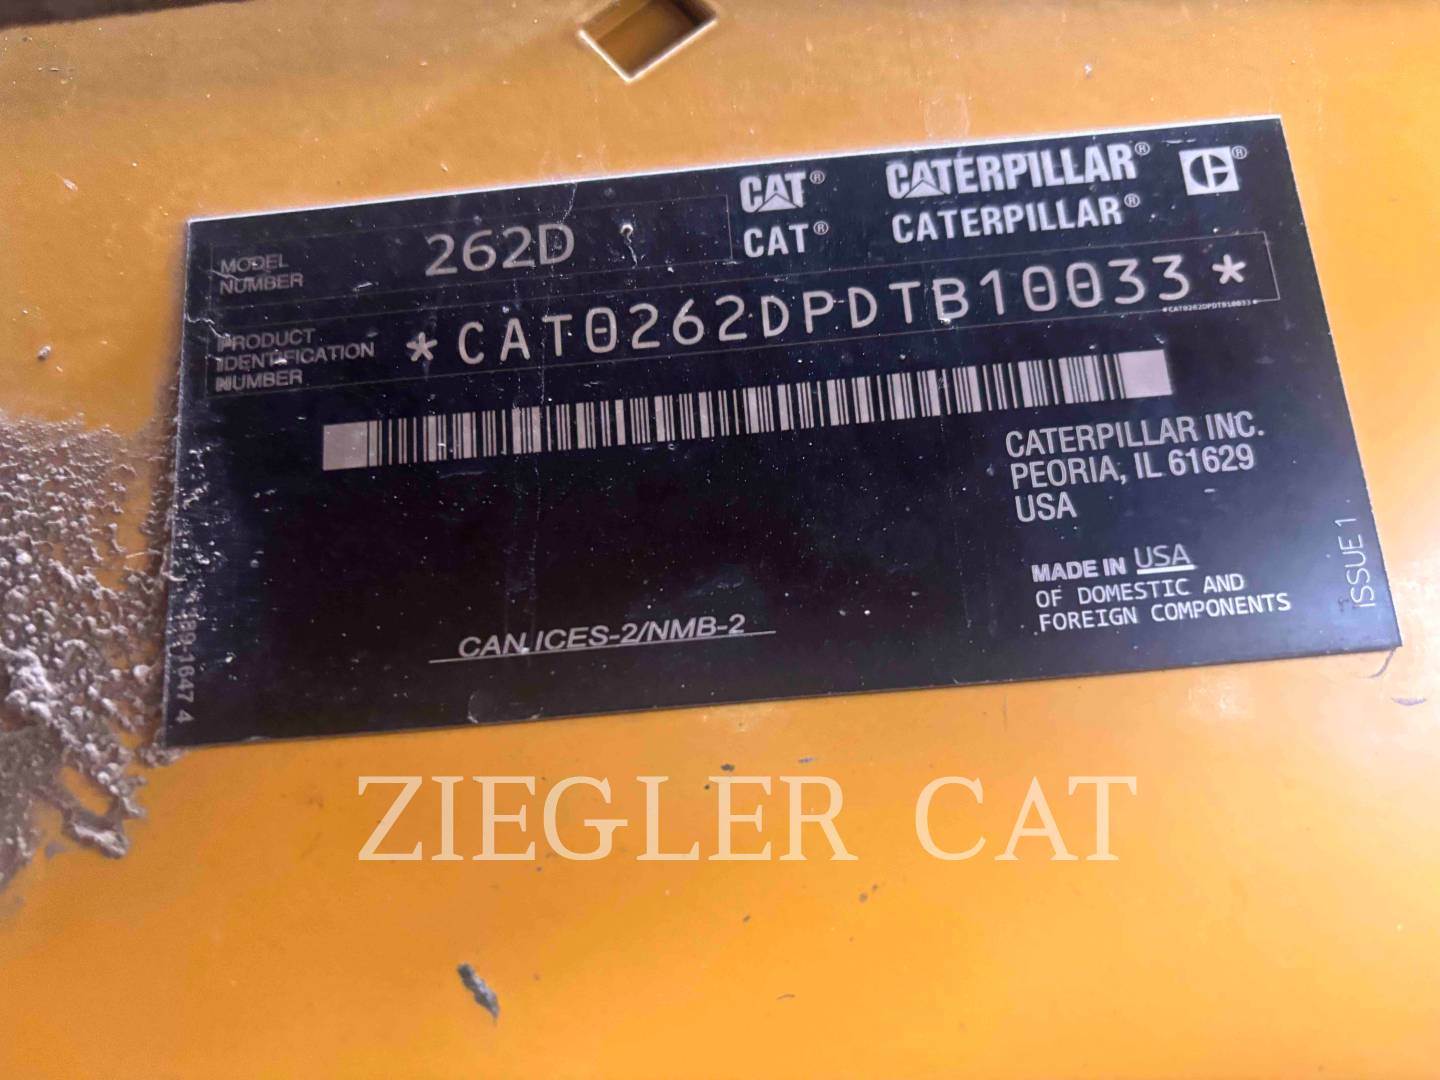 MODEL NUMBER 262D
CAT® CATERPILLAR®
CAT® CATERPILLAR®
PRODUCT IDENTIFICATION NUMBER *CAT0262DPDTB10033*
*CAT0262DPDTB10033*
CATERPILLAR INC.
PEORIA, IL 61629
USA
MADE IN USA
OF DOMESTIC AND
FOREIGN COMPONENTS
ISSUE 1
CAN ICES-2/NMB-2
ZIEGLER CAT